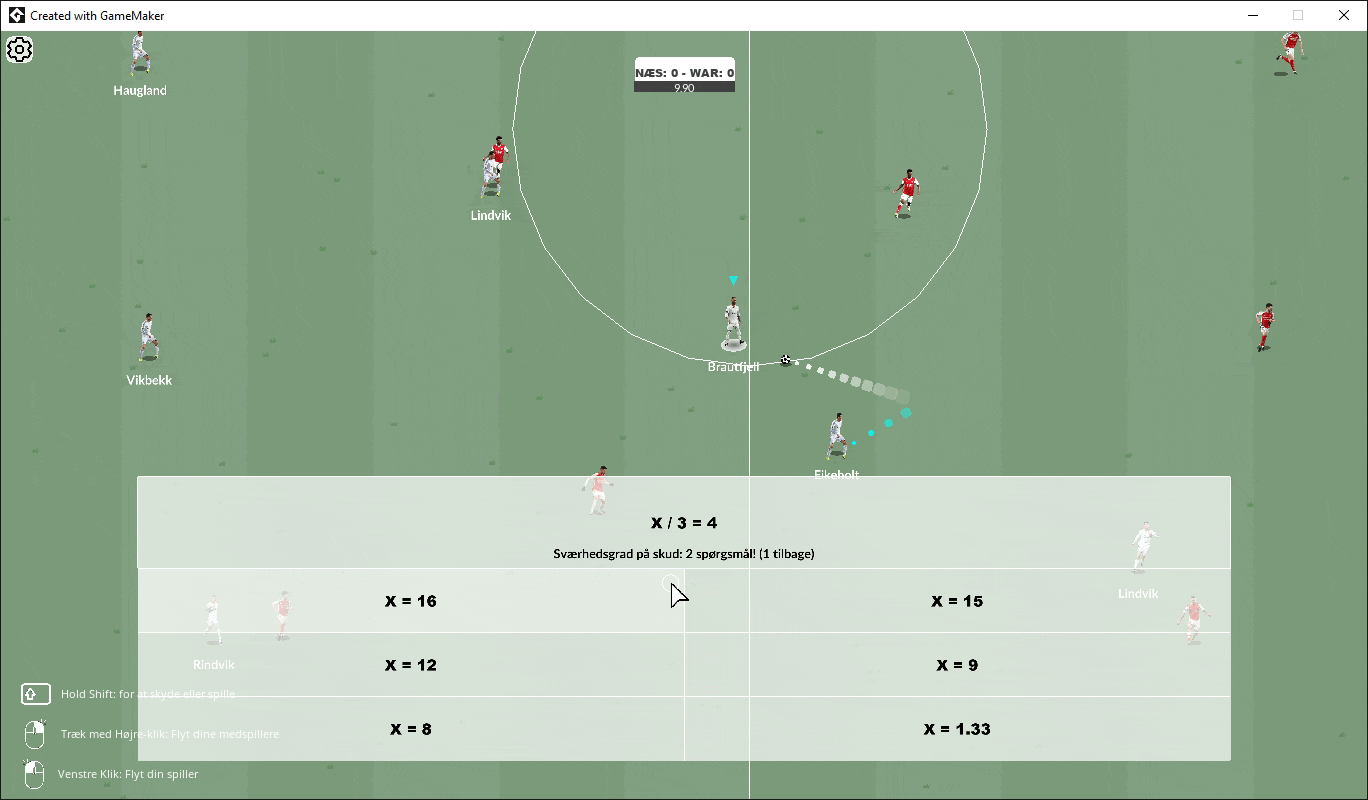 Created with GameMaker
NÆS: 0 - WAR: 0
9.90
Haugland
Lindvik
Vikbekk
Brautfjell
Eikeholt
X / 3 = 4
Sværhedsgrad på skud: 2 spørgsmål! (1 tilbage)
X = 16
X = 15
Lindvik
X = 12
X = 9
Rindvik
X = 8
X = 1.33
Hold Shift: for at skyde eller spille
Træk med Højre-klik: Flyt dine medspillere
Venstre Klik: Flyt din spiller